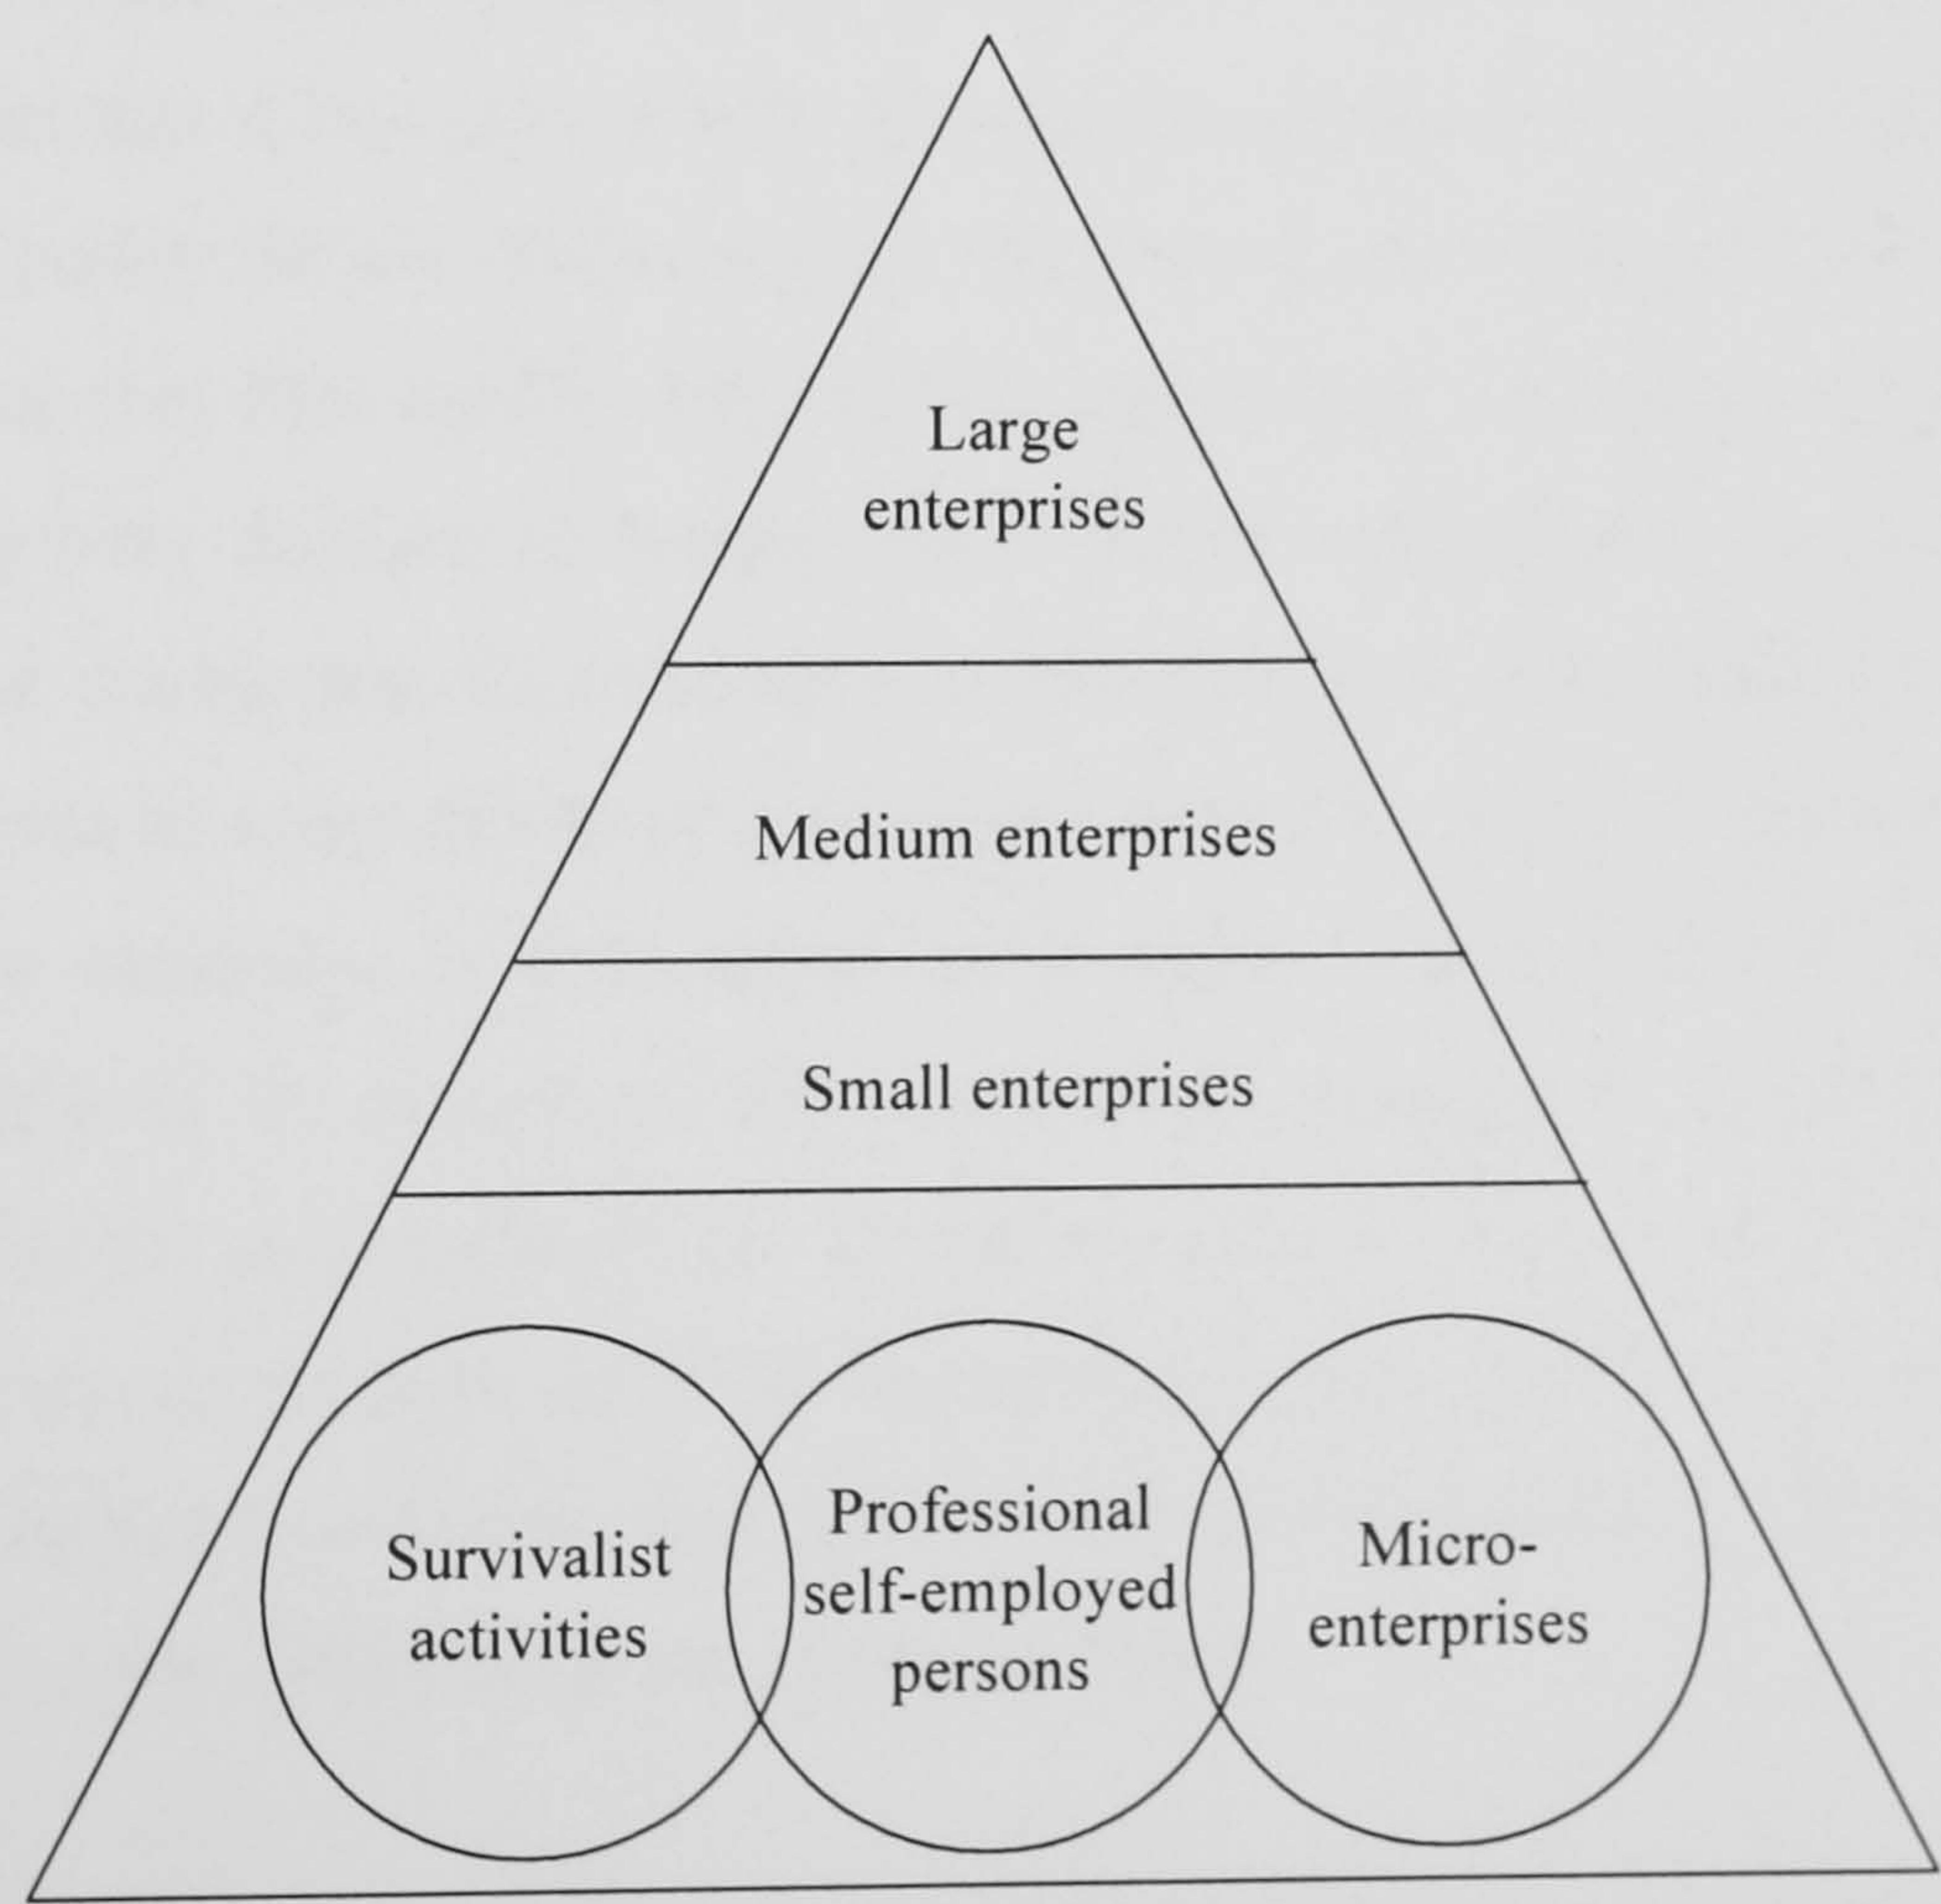 Large
enterprises
Medium enterprises
Small enterprises
Survivalist
activities
Professional
self-employed
persons
Micro-
enterprises